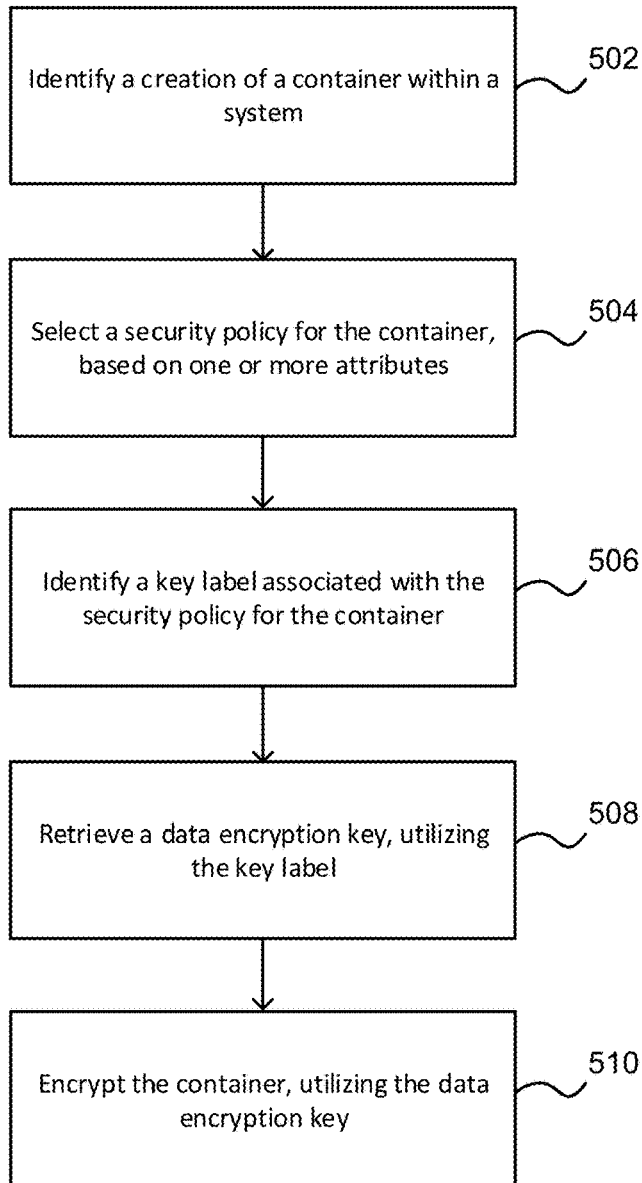 Identify a creation of a container within a
system
502
Select a security policy for the container,
based on one or more attributes
504
Identify a key label associated with the
security policy for the container
506
Retrieve a data encryption key, utilizing
the key label
508
Encrypt the container, utilizing the data
encryption key
510